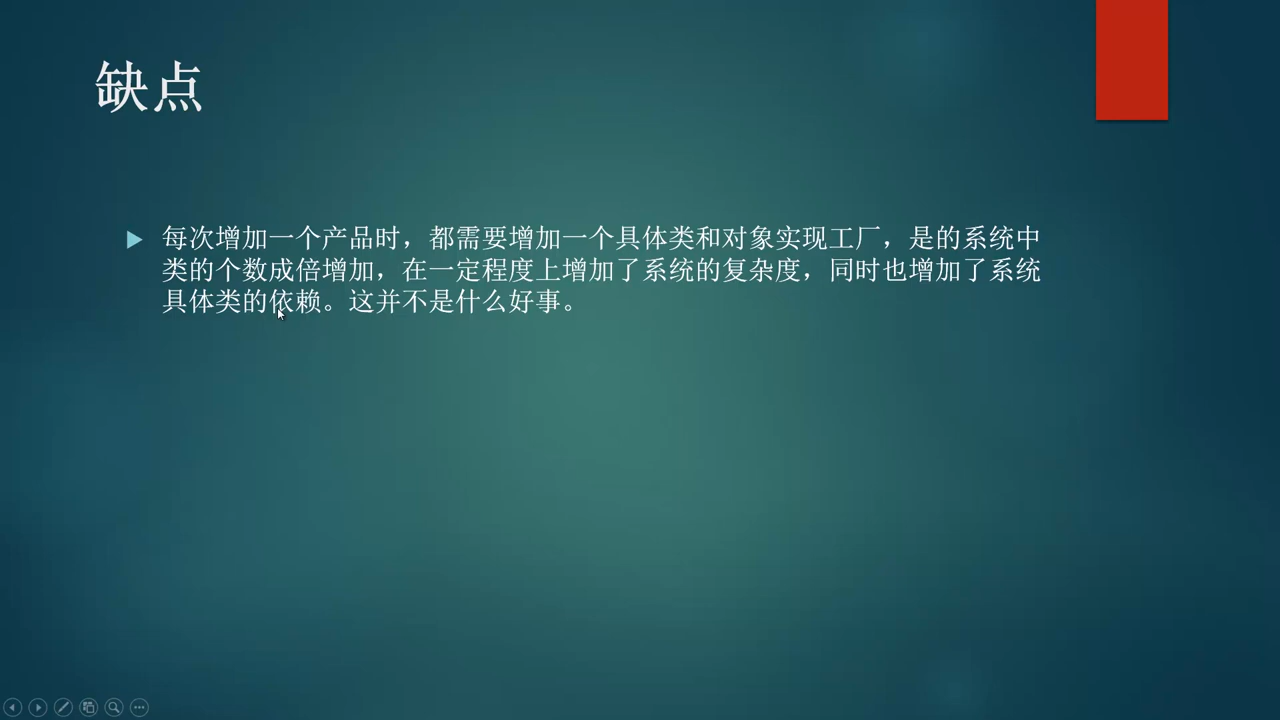 缺点
每次增加一个产品时，都需要增加一个具体类和对象实现工厂，是的系统中
类的个数成倍增加，在一定程度上增加了系统的复杂度，同时也增加了系统
具体类的依赖。这并不是什么好事。